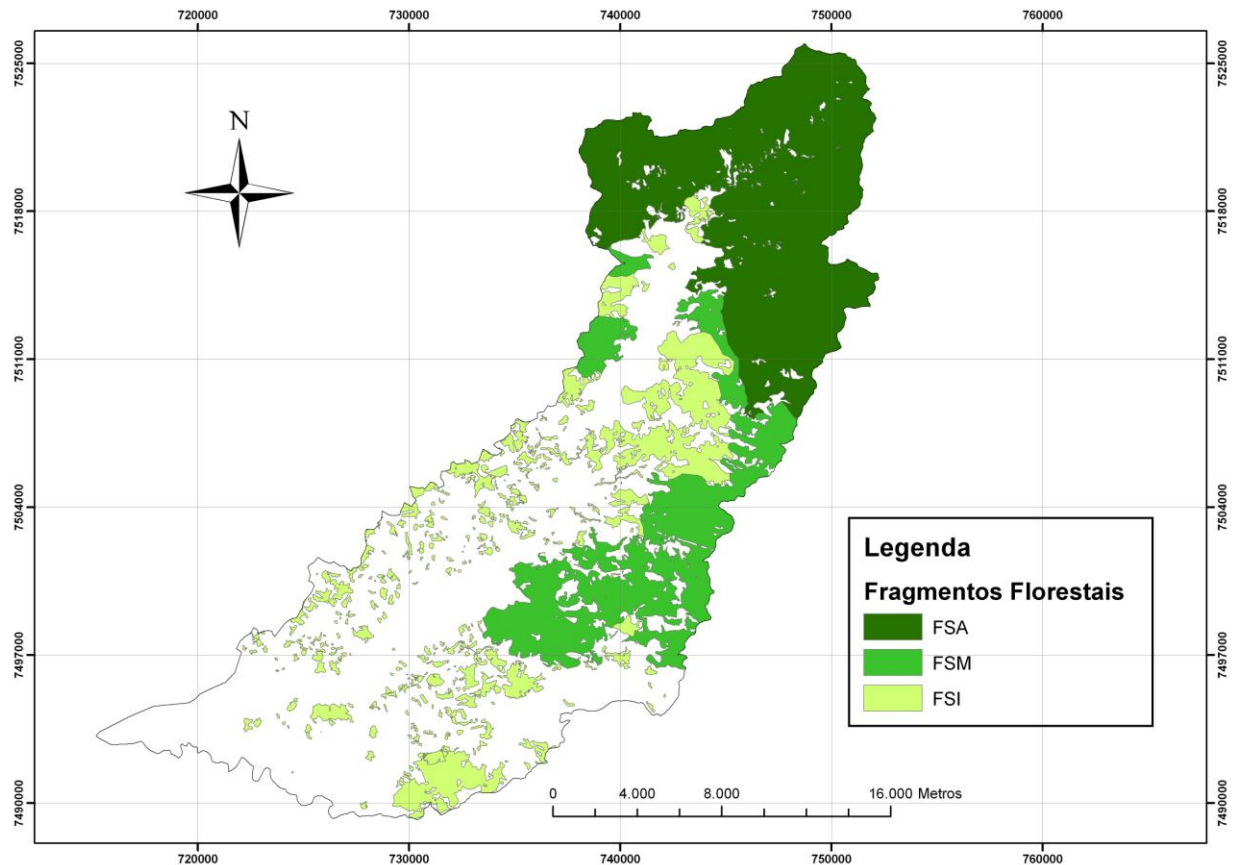 720000 730000 740000 750000 760000
7525000 7525000
N
7518000 7518000
7511000 7511000
7504000 7504000
Legenda
Fragmentos Florestais
FSA
FSM
FSI
7497000 7497000
0 4.000 8.000 16.000 Metros
7490000 7490000
720000 730000 740000 750000 760000